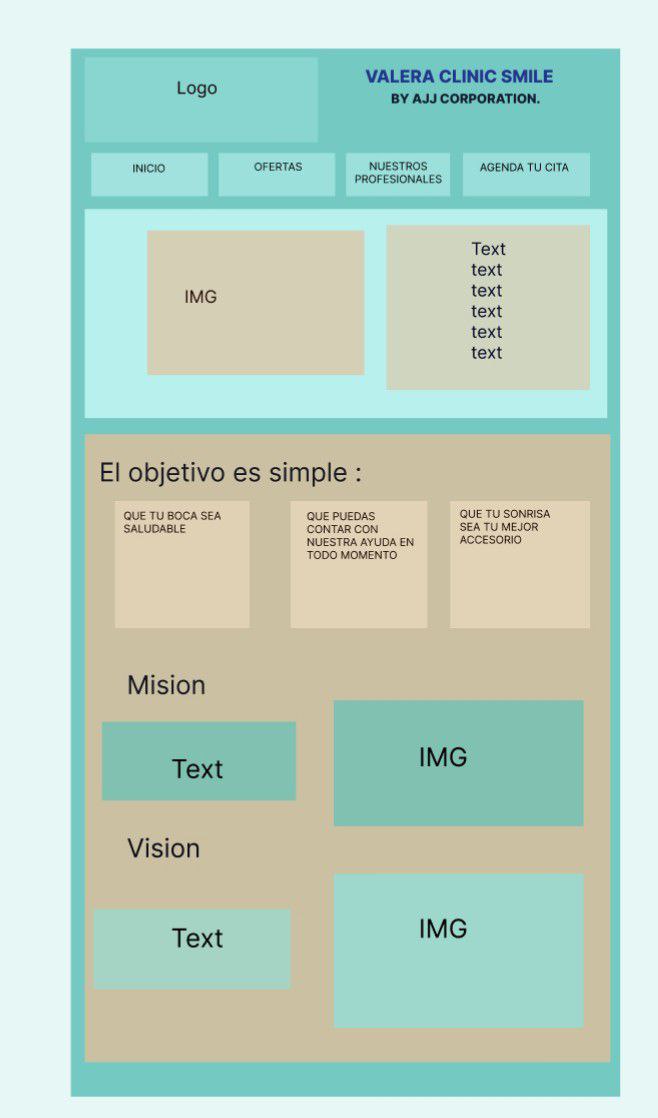 Logo
VALERA CLINIC SMILE
BY AJJ CORPORATION.
INICIO
OFERTAS
NUESTROS
PROFESIONALES
AGENDA TU CITA
IMG
Text
text
text
text
text
text
El objetivo es simple :
QUE TU BOCA SEA
SALUDABLE
QUE PUEDAS
CONTAR CON
NUESTRA AYUDA EN
TODO MOMENTO
QUE TU SONRISA
SEA TU MEJOR
ACCESORIO
Mision
Text
IMG
Vision
Text
IMG